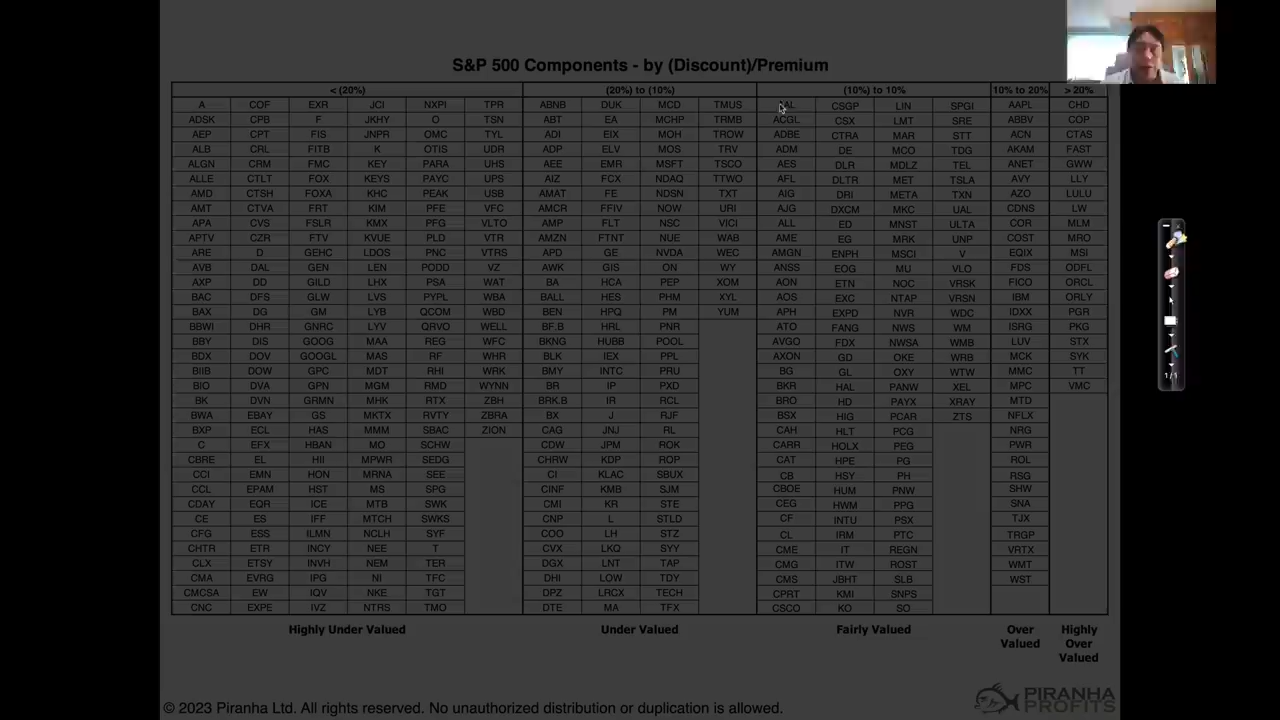 S&P 500 Components - by (Discount)/Premium
< (20%) (20%) to (10%) (10%) to 10% 10% to 20% > 20%
A COF EXR JCI NXPI TPR ABNB DUK MCD TMUS AAL CSGP LIN SPGI AAPL CHD
ADSK CPB F JKHY O TSN ABT EA MCHP TRMB ACGL CSX LMT SRE ABBV COP
AEP CPT FIS JNPR OMC TYL ADI EIX MOH TROW ADBE CTRA MAR STT ACN CTAS
ALB CRL FITB K OTIS UDR ADP ELV MOS TRV ADM DE MCO TDG AKAM FAST
ALGN CRM FMC KEY PARA UHS AEE EMR MSFT TSCO AES DLR MDLZ TEL ANET GWW
ALLE CTLT FOX KEYS PAYC UPS AIZ FCX NDAQ TTWO AFL DLTR MET TSLA AVY LLY
AMD CTSH FOXA KHC PEAK USB AMAT FE NDSN TXT AIG DRI META TXN AZO LULU
AMT CTVA FRT KIM PFE VFC AMCR FFIV NOW URI AJG DXCM MKC UAL CDNS LW
APA CVS FSLR KMX PFG VLTO AMP FLT NSC VICI ALL ED MNST ULTA COR MLM
APTV CZR FTV KVUE PLD VTR AMZN FTNT NUE WAB AME EG MRK UNP COST MRO
ARE D GEHC LDOS PNC VTRS APD GE NVDA WEC AMGN ENPH MSCI V EQIX MSI
AVB DAL GEN LEN PODD VZ AWK GIS ON WY ANSS EOG MU VLO FDS ODFL
AXP DD GILD LHX PSA WAT BA HCA PEP XOM AON ETN NOC VRSK FICO ORCL
BAC DFS GLW LVS PYPL WBA BALL HES PHM XYL AOS EXC NTAP VRSN IBM ORLY
BAX DG GM LYB QCOM WBD BEN HPQ PM YUM APH EXPD NVR WDC IDXX PGR
BBWI DHR GNRC LYV QRVO WELL BF.B HRL PNR ATO FANG NWS WM ISRG PKG
BBY DIS GOOG MAA REG WFC BKNG HUBB POOL AVGO FDX NWSA WMB LUV STX
BDX DOV GOOGL MAS RF WHR BLK IEX PPL AXON GD OKE WRB MCK SYK
BIIB DOW GPC MDT RHI WRK BMY INTC PRU BG GL OXY WTW MMC TT
BIO DVA GPN MGM RMD WYNN BR IP PXD BKR HAL PANW XEL MPC VMC
BK DVN GRMN MHK RTX ZBH BRK.B IR RCL BRO HD PAYX XRAY MTD
BWA EBAY GS MKTX RVTY ZBRA BX J RJF BSX HIG PCAR ZTS NFLX
BXP ECL HAS MMM SBAC ZION CAG JNJ RL CAH HLT PCG NRG
C EFX HBAN MO SCHW CDW JPM ROK CARR HOLX PEG PWR
CBRE EL HII MPWR SEDG CHRW KDP ROP CAT HPE PG ROL
CCI EMN HON MRNA SEE CI KLAC SBUX CB HSY PH RSG
CCL EPAM HST MS SPG CINF KMB SJM CBOE HUM PNW SHW
CDAY EQR ICE MTB SWK CMI KR STE CEG HWM PPG SNA
CE ES IFF MTCH SWKS CNP L STLD CF INTU PSX TJX
CFG ESS ILMN NCLH SYF COO LH STZ CL IRM PTC TRGP
CHTR ETR INCY NEE T CVX LKQ SYY CME IT REGN VRTX
CLX ETSY INVH NEM TER DGX LNT TAP CMG ITW ROST WMT
CMA EVRG IPG NI TFC DHI LOW TDY CMS JBHT SLB WST
CMCSA EW IQV NKE TGT DPZ LRCX TECH CPRT KMI SNPS
CNC EXPE IVZ NTRS TMO DTE MA TFX CSCO KO SO
Highly Under Valued Under Valued Fairly Valued Over Valued Highly Over Valued
1/1
© 2023 Piranha Ltd. All rights reserved. No unauthorized distribution or duplication is allowed.
PIRANHA
PROFITS